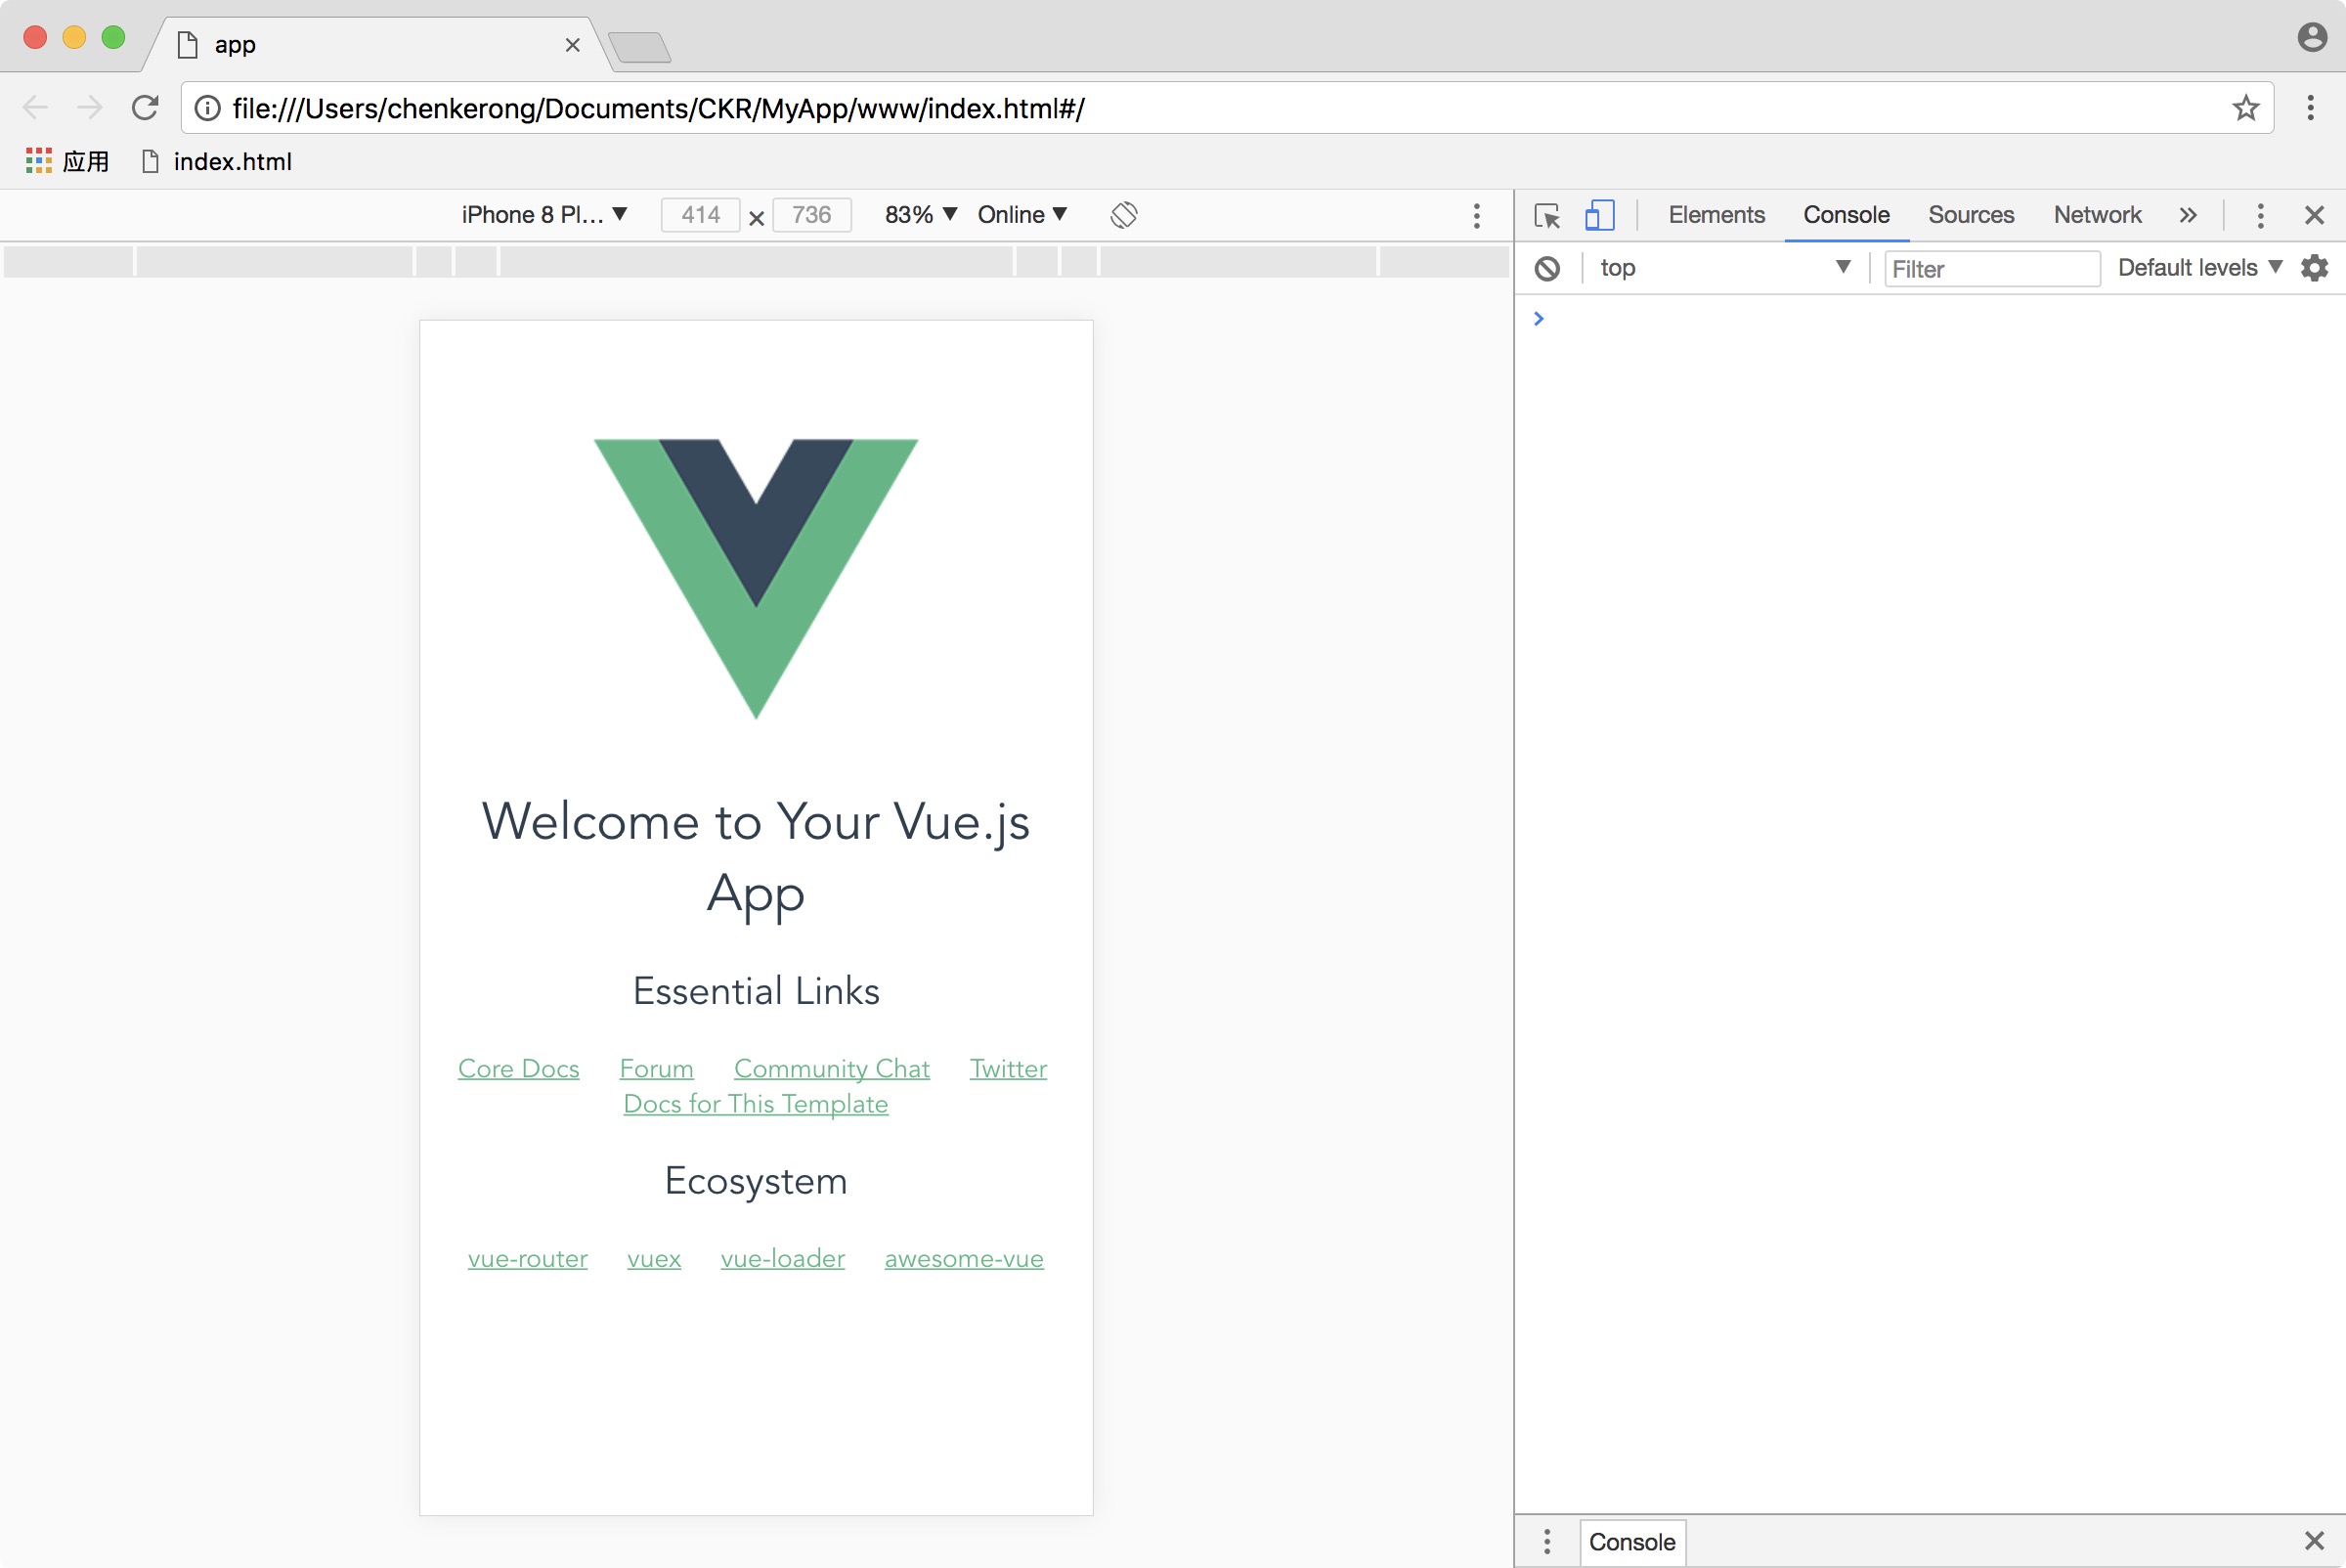 app
file:///Users/chenkerong/Documents/CKR/MyApp/www/index.html#/
应用 index.html
iPhone 8 Pl... 414 × 736 83% Online
Elements Console Sources Network »
top Filter Default levels
Welcome to Your Vue.js
App
Essential Links
Core Docs Forum Community Chat Twitter
Docs for This Template
Ecosystem
vue-router vuex vue-loader awesome-vue
Console